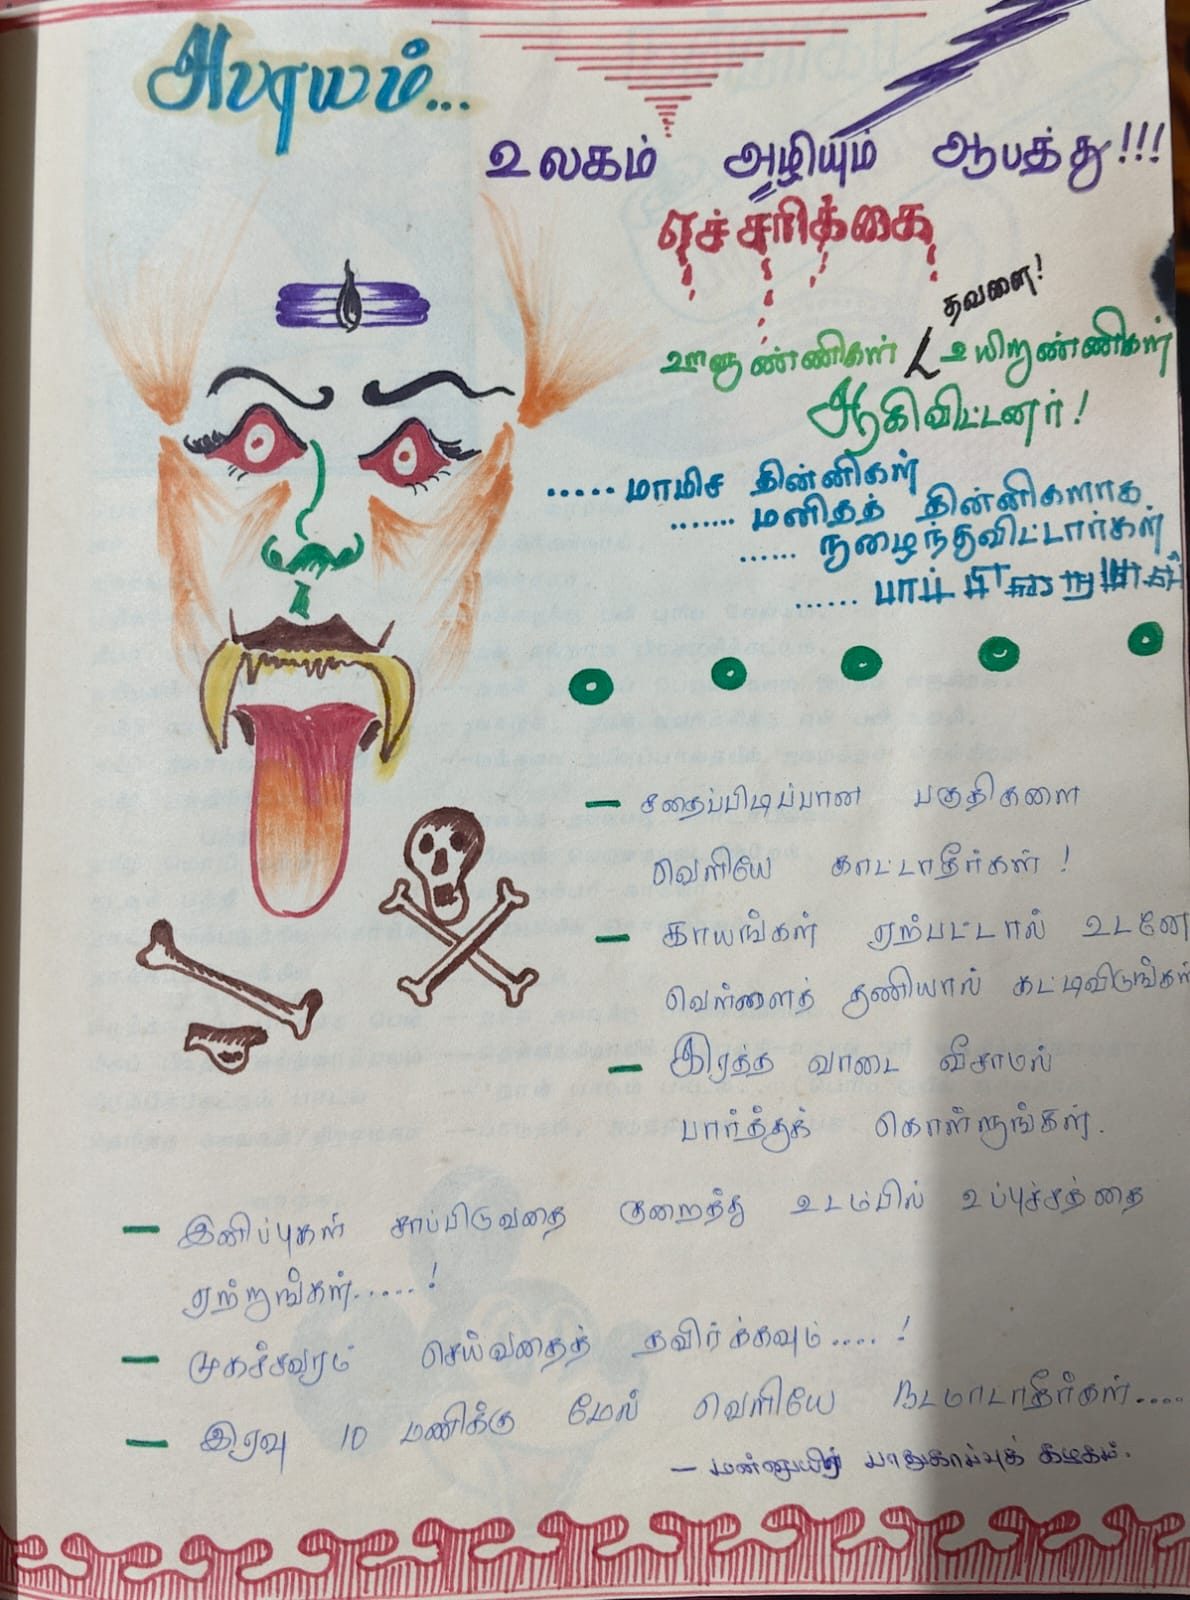 அபாயம்...
உலகம் அழியும் ஆபத்து!!!
எச்சரிக்கை
தவளை!
ஊனுண்ணிகள் உயிருண்ணிகள்
ஆகிவிட்டனர்!
..... மாமிச தின்னிகள்
....... மனிதத் தின்னிகளாக
...... நுழைந்துவிட்டார்கள்
......
– சதைப்பிடிப்பான பகுதிகளை
வெளியே காட்டாதீர்கள்!
– காயங்கள் ஏற்பட்டால் உடனே
வெள்ளைத் துணியால் கட்டிவிடுங்கள்
– இரத்த வாடை வீசாமல்
பார்த்துக் கொள்ளுங்கள்.
– இனிப்புகள் சாப்பிடுவதை குறைத்து உடம்பில் உப்புச்சத்தை
ஏற்றுங்கள்.....!
– முகச்சவரம் செய்வதைத் தவிர்க்கவும்....!
– இரவு 10 மணிக்கு மேல் வெளியே நடமாடாதீர்கள்....
– மன்னுயிர் பாதுகாப்புக் கழகம்.